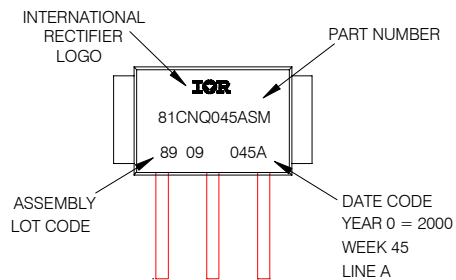 INTERNATIONAL
RECTIFIER
LOGO
PART NUMBER
IOR
81CNQ045ASM
89 09 045A
ASSEMBLY
LOT CODE
DATE CODE
YEAR 0 = 2000
WEEK 45
LINE A